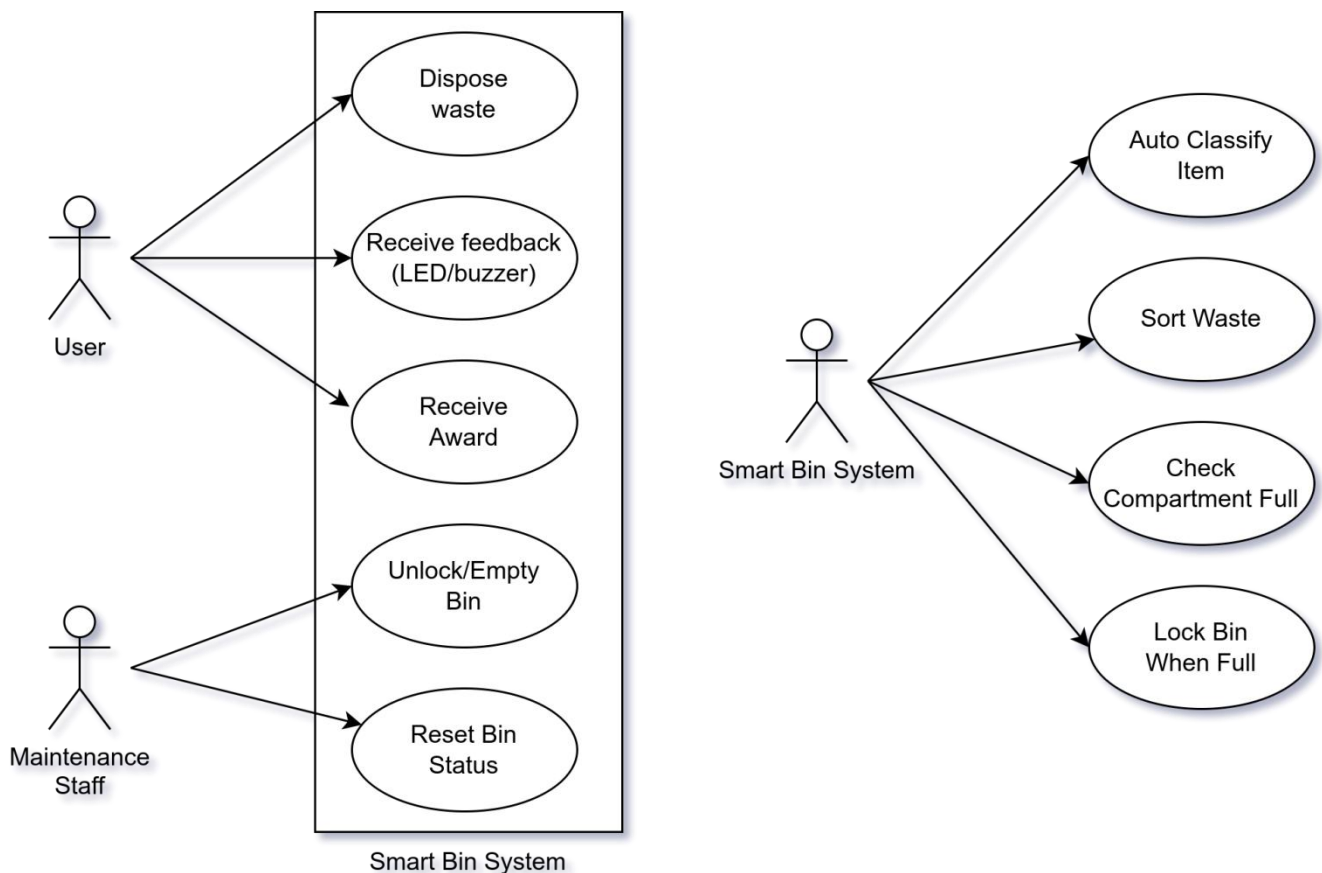 Dispose
waste
Receive feedback
(LED/buzzer)
User
Receive
Award
Unlock/Empty
Bin
Maintenance
Staff
Reset Bin
Status
Smart Bin System
Auto Classify
Item
Sort Waste
Smart Bin System
Check
Compartment Full
Lock Bin
When Full